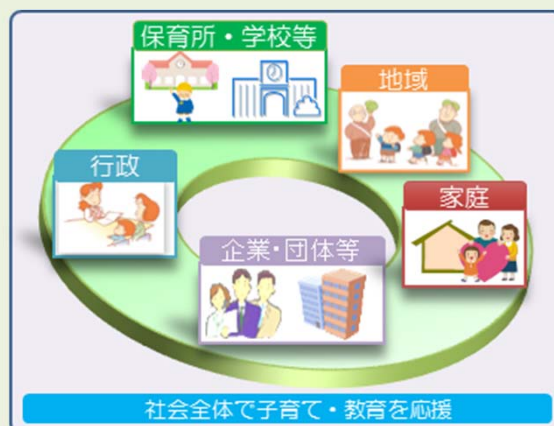 保育所・学校等
地域
行政
家庭
企業・団体等
社会全体で子育て・教育を応援